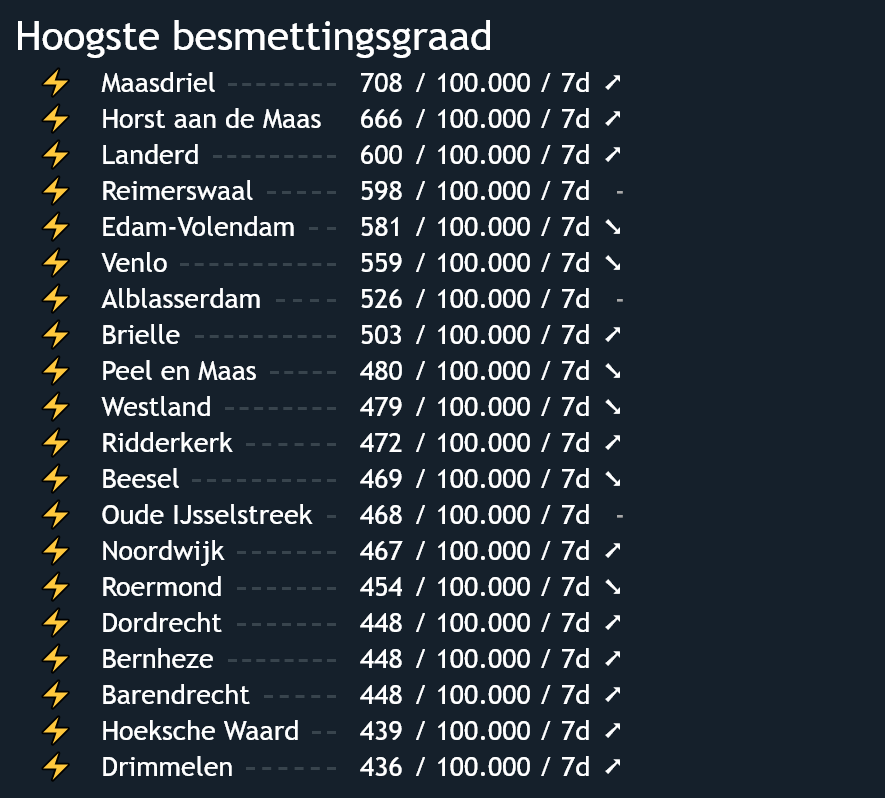 Hoogste besmettingsgraad
⚡ Maasdriel -------- 708 / 100.000 / 7d ➚
⚡ Horst aan de Maas 666 / 100.000 / 7d ➚
⚡ Landerd --------- 600 / 100.000 / 7d ➚
⚡ Reimerswaal ----- 598 / 100.000 / 7d -
⚡ Edam-Volendam -- 581 / 100.000 / 7d ➘
⚡ Venlo ----------- 559 / 100.000 / 7d ➘
⚡ Alblasserdam ---- 526 / 100.000 / 7d -
⚡ Brielle ---------- 503 / 100.000 / 7d ➚
⚡ Peel en Maas ----- 480 / 100.000 / 7d ➘
⚡ Westland -------- 479 / 100.000 / 7d ➘
⚡ Ridderkerk ------ 472 / 100.000 / 7d ➚
⚡ Beesel ---------- 469 / 100.000 / 7d ➘
⚡ Oude IJsselstreek - 468 / 100.000 / 7d -
⚡ Noordwijk ------- 467 / 100.000 / 7d ➚
⚡ Roermond ------- 454 / 100.000 / 7d ➘
⚡ Dordrecht ------- 448 / 100.000 / 7d ➚
⚡ Bernheze -------- 448 / 100.000 / 7d ➚
⚡ Barendrecht ----- 448 / 100.000 / 7d ➚
⚡ Hoeksche Waard -- 439 / 100.000 / 7d ➚
⚡ Drimmelen ------ 436 / 100.000 / 7d ➚